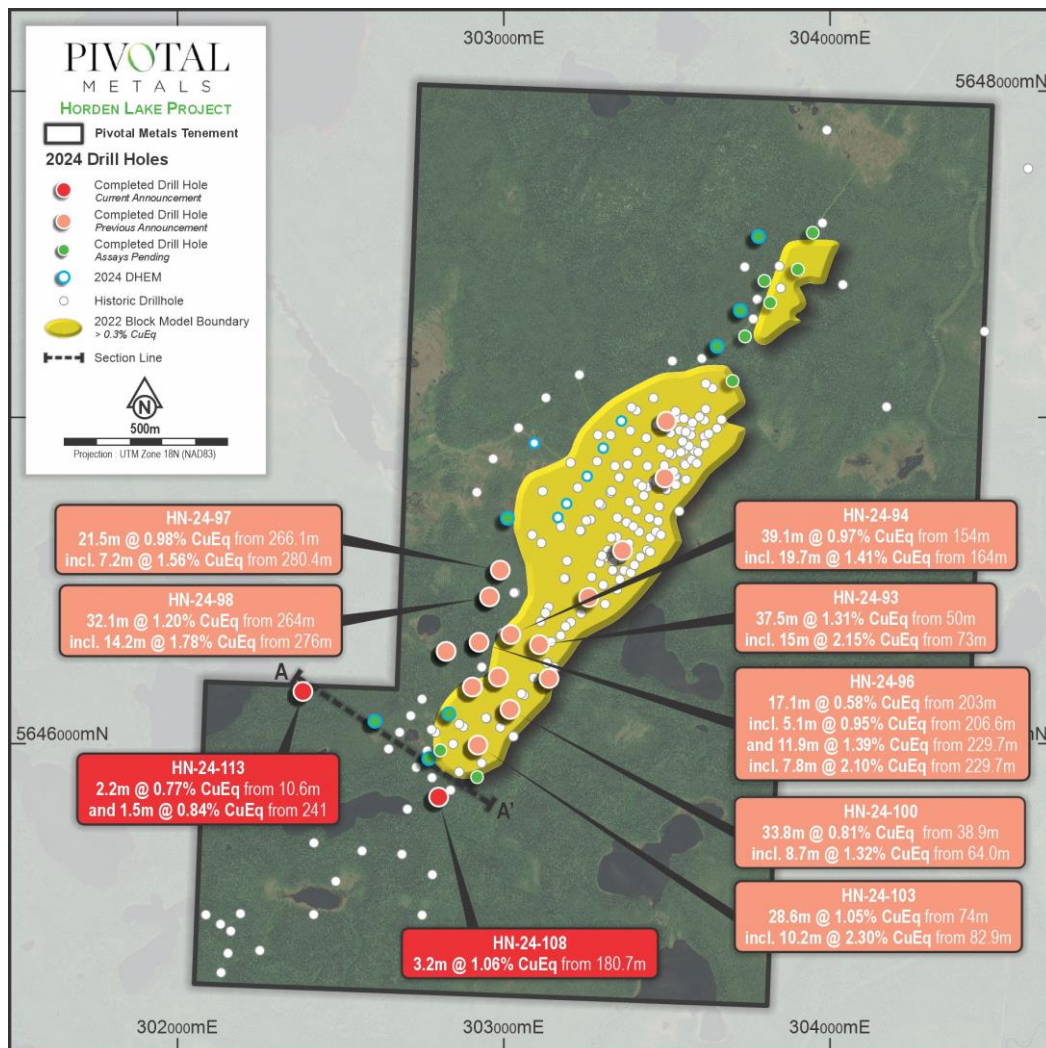 303000mE
304000mE
5648000mN
PIVOTAL
METALS
HORDEN LAKE PROJECT
Pivotal Metals Tenement
2024 Drill Holes
Completed Drill Hole
Current Announcement
Completed Drill Hole
Previous Announcement
Completed Drill Hole
Assays Pending
2024 DHEM
Historic Drillhole
2022 Block Model Boundary
> 0.3% CuEq
Section Line
N
500m
Projection : UTM Zone 18N (NAD83)
HN-24-97
21.5m @ 0.98% CuEq from 266.1m
incl. 7.2m @ 1.56% CuEq from 280.4m
HN-24-98
32.1m @ 1.20% CuEq from 264m
incl. 14.2m @ 1.78% CuEq from 276m
HN-24-94
39.1m @ 0.97% CuEq from 154m
incl. 19.7m @ 1.41% CuEq from 164m
HN-24-93
37.5m @ 1.31% CuEq from 50m
incl. 15m @ 2.15% CuEq from 73m
HN-24-96
17.1m @ 0.58% CuEq from 203m
incl. 5.1m @ 0.95% CuEq from 206.6m
and 11.9m @ 1.39% CuEq from 229.7m
incl. 7.8m @ 2.10% CuEq from 229.7m
A
5646000mN
HN-24-113
2.2m @ 0.77% CuEq from 10.6m
and 1.5m @ 0.84% CuEq from 241
A'
HN-24-100
33.8m @ 0.81% CuEq from 38.9m
incl. 8.7m @ 1.32% CuEq from 64.0m
HN-24-103
28.6m @ 1.05% CuEq from 74m
incl. 10.2m @ 2.30% CuEq from 82.9m
HN-24-108
3.2m @ 1.06% CuEq from 180.7m
302000mE
303000mE
304000mE